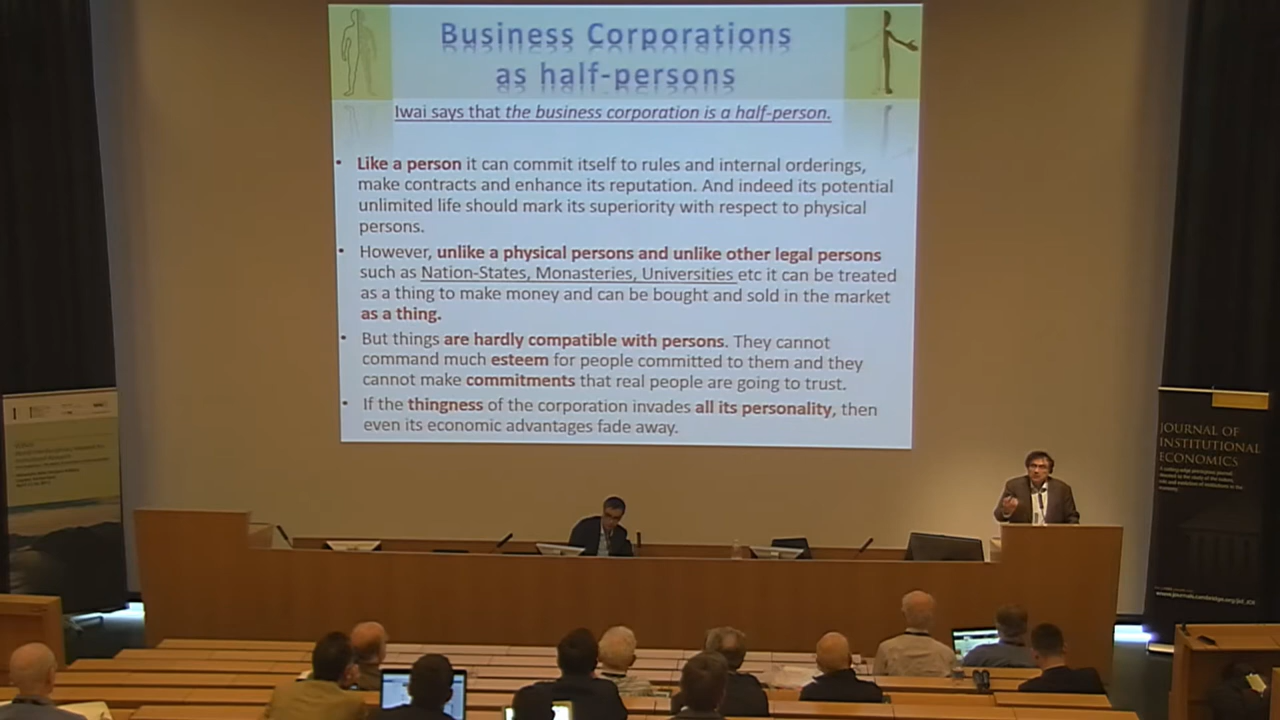 Business Corporations
as half-persons
Iwai says that the business corporation is a half-person.
• Like a person it can commit itself to rules and internal orderings,
make contracts and enhance its reputation. And indeed its potential
unlimited life should mark its superiority with respect to physical
persons.
• However, unlike a physical persons and unlike other legal persons
such as Nation-States, Monasteries, Universities etc it can be treated
as a thing to make money and can be bought and sold in the market
as a thing.
• But things are hardly compatible with persons. They cannot
command much esteem for people committed to them and they
cannot make commitments that real people are going to trust.
• If the thingness of the corporation invades all its personality, then
even its economic advantages fade away.
JOURNAL OF
INSTITUTIONAL
ECONOMICS